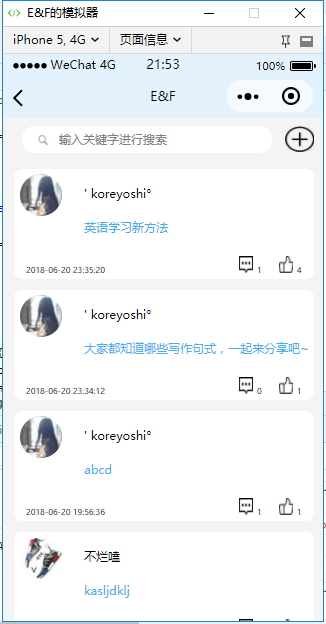 E&F的模拟器
iPhone 5, 4G 页面信息
WeChat 4G 21:53 100%
E&F
输入关键字进行搜索
' koreyoshi°
英语学习新方法
2018-06-20 23:35:20 1 4
' koreyoshi°
大家都知道哪些写作句式，一起来分享吧~
2018-06-20 23:34:12 0 1
' koreyoshi°
abcd
2018-06-20 19:56:36 1 1
不烂嗑
kasljdklj